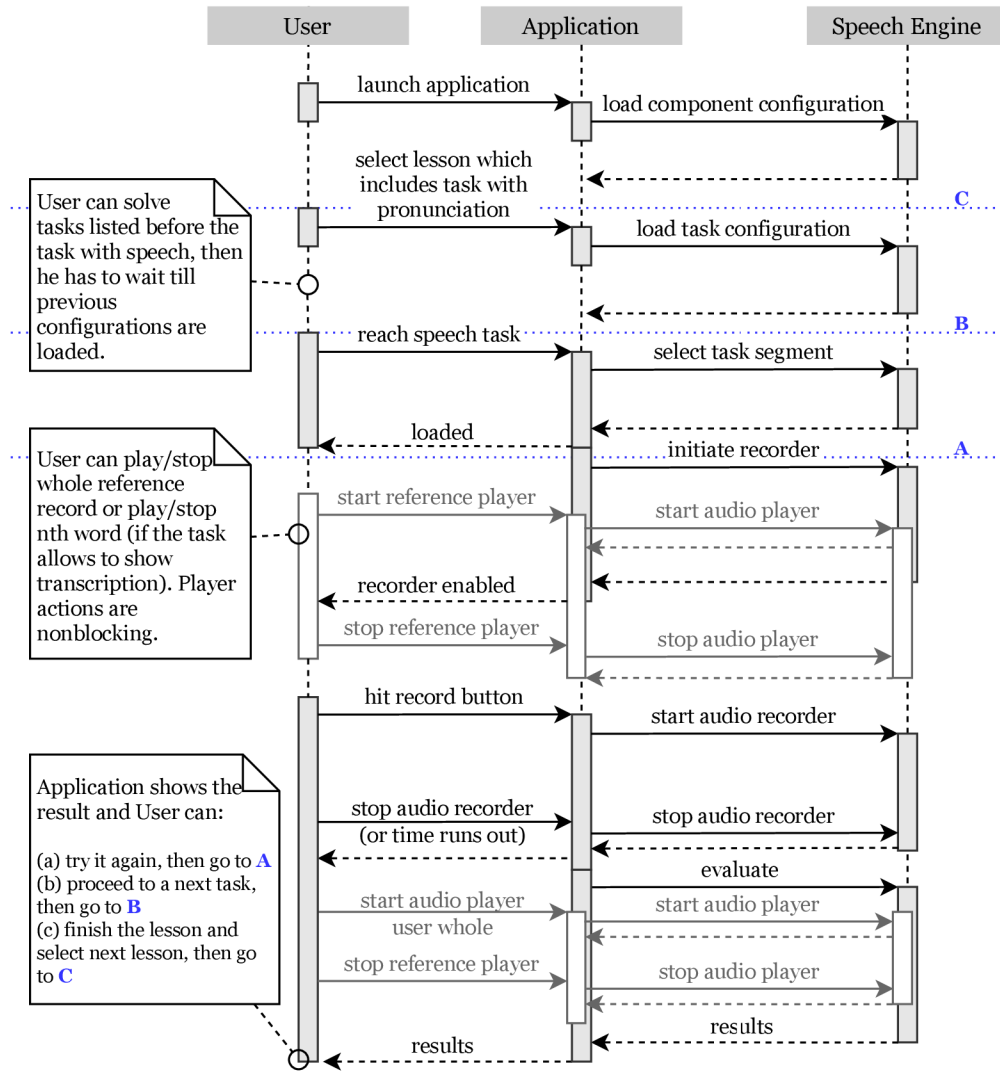 User
Application
Speech Engine
launch application
load component configuration
select lesson which
includes task with
pronunciation
C
User can solve
tasks listed before the
task with speech, then
he has to wait till
previous
configurations are
loaded.
load task configuration
B
reach speech task
select task segment
loaded
A
initiate recorder
User can play/stop
whole reference
record or play/stop
nth word (if the task
allows to show
transcription). Player
actions are
nonblocking.
start reference player
start audio player
recorder enabled
stop reference player
stop audio player
hit record button
start audio recorder
stop audio recorder
(or time runs out)
stop audio recorder
evaluate
Application shows the
result and User can:
(a) try it again, then go to A
(b) proceed to a next task,
then go to B
(c) finish the lesson and
select next lesson, then go
to C
start audio player
user whole
start audio player
stop reference player
stop audio player
results
results